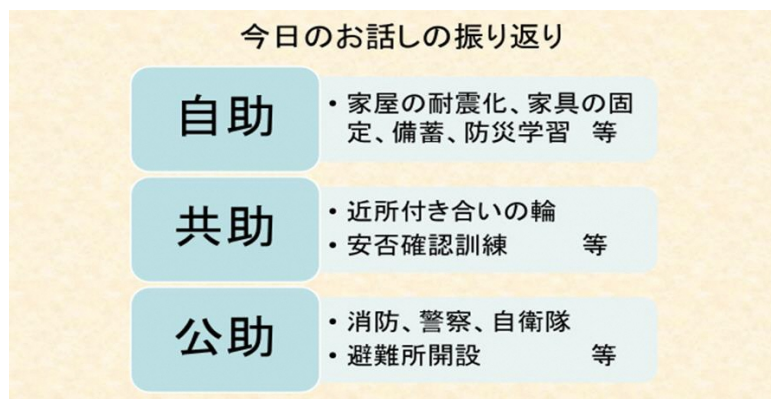 今日のお話しの振り返り
自助
・家屋の耐震化、家具の固
定、備蓄、防災学習 等
共助
・近所付き合いの輪
・安否確認訓練 等
公助
・消防、警察、自衛隊
・避難所開設 等